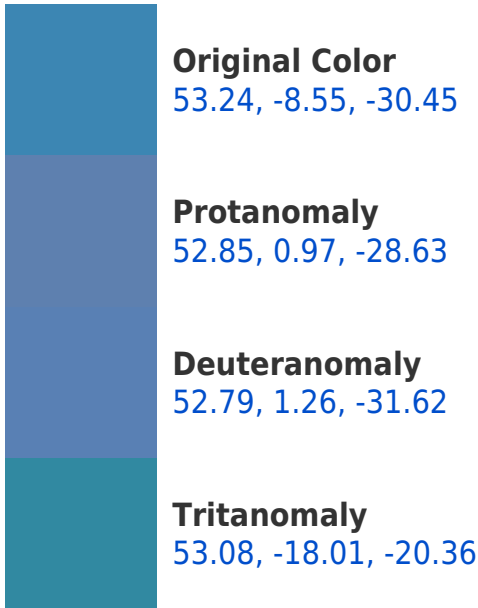 Original Color
53.24, -8.55, -30.45
Protanomaly
52.85, 0.97, -28.63
Deuteranomaly
52.79, 1.26, -31.62
Tritanomaly
53.08, -18.01, -20.36